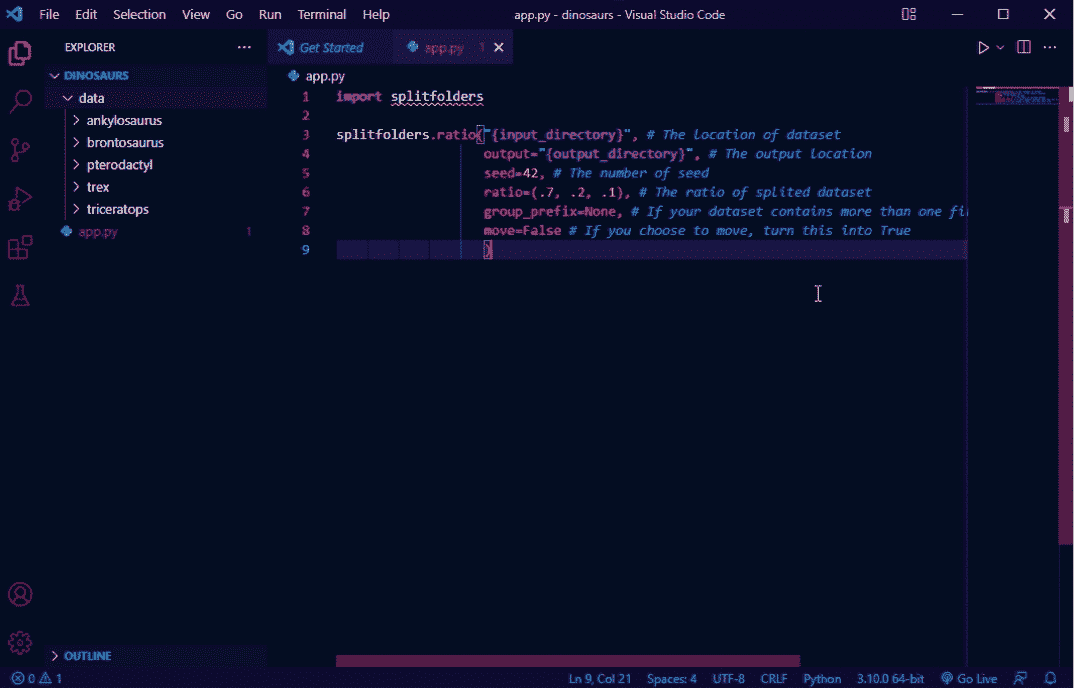 File Edit Selection View Go Run Terminal Help app.py - dinosaurs - Visual Studio Code
EXPLORER
DINOSAURS
data
ankylosaurus
brontosaurus
pterodactyl
trex
triceratops
app.py 1
OUTLINE
Get Started app.py 1
app.py
1 import splitfolders
2
3 splitfolders.ratio("{input_directory}", # The location of dataset
4 output="{output_directory}", # The output location
5 seed=42, # The number of seed
6 ratio=(.7, .2, .1), # The ratio of splited dataset
7 group_prefix=None, # If your dataset contains more than one fi
8 move=False # If you choose to move, turn this into True
9 )
0 1 Ln 9, Col 21 Spaces: 4 UTF-8 CRLF Python 3.10.0 64-bit Go Live